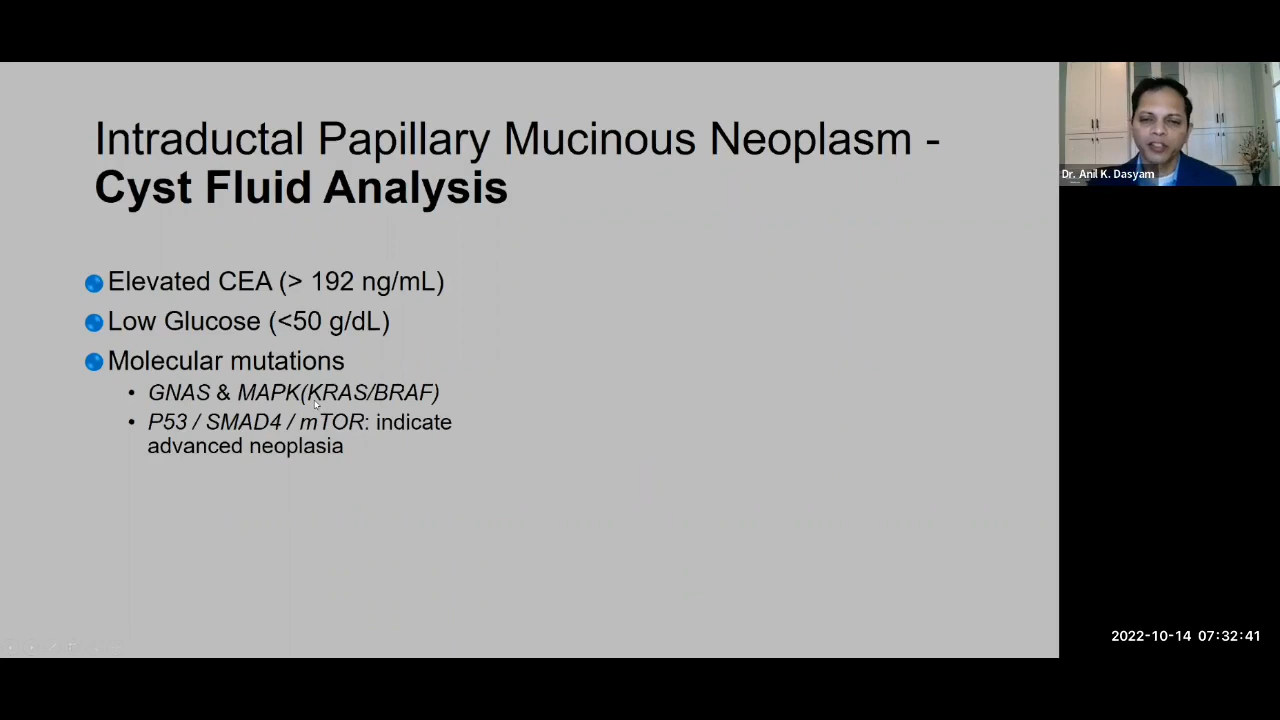 Intraductal Papillary Mucinous Neoplasm -
Cyst Fluid Analysis
Elevated CEA (> 192 ng/mL)
Low Glucose (<50 g/dL)
Molecular mutations
• GNAS & MAPK(KRAS/BRAF)
• P53 / SMAD4 / mTOR: indicate
advanced neoplasia
Dr. Anil K. Dasyam
2022-10-14 07:32:41